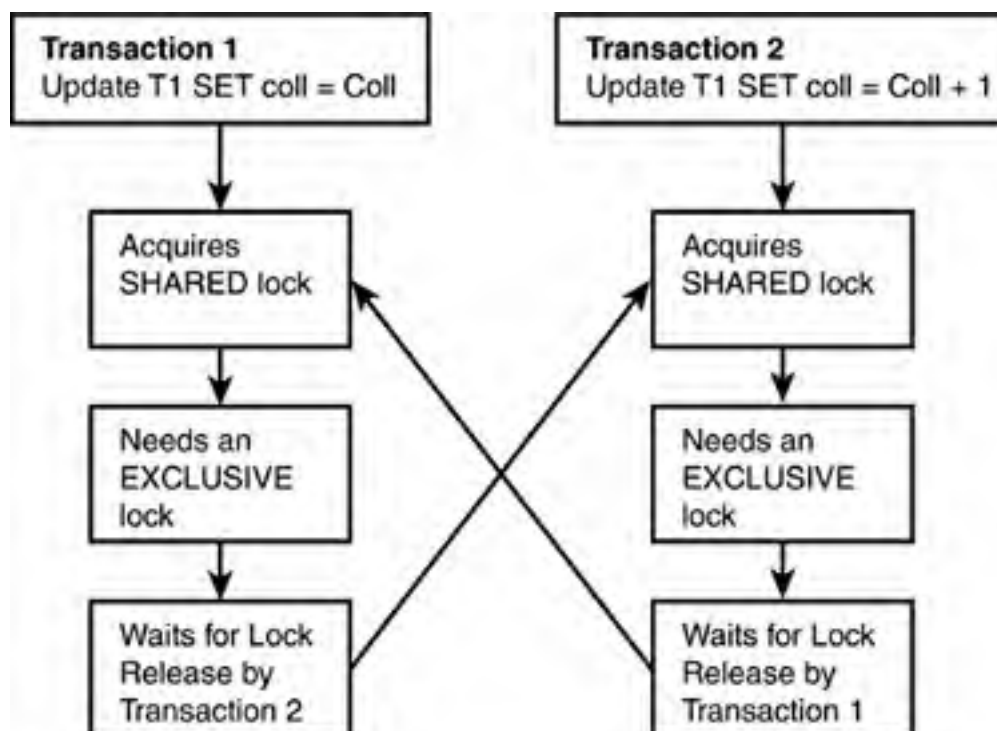 Transaction 1
Update T1 SET coll = Coll
Acquires
SHARED lock
Needs an
EXCLUSIVE
lock
Waits for Lock
Release by
Transaction 2
Transaction 2
Update T1 SET coll = Coll + 1
Acquires
SHARED lock
Needs an
EXCLUSIVE
lock
Waits for Lock
Release by
Transaction 1